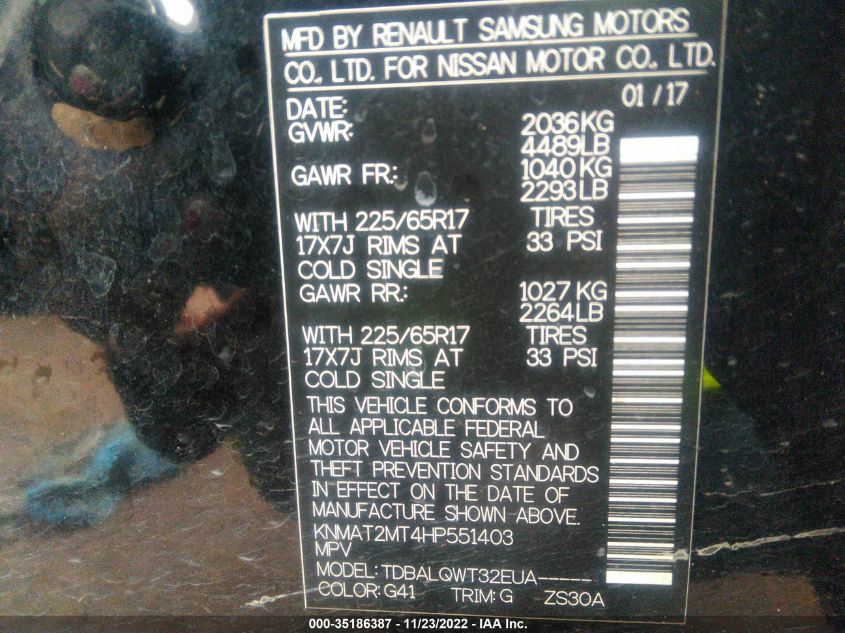 MFD BY RENAULT SAMSUNG MOTORS
CO., LTD. FOR NISSAN MOTOR CO., LTD.
DATE: 01/17
GVWR: 2036KG
4489LB
GAWR FR.: 1040KG
2293LB
WITH 225/65R17 TIRES
17X7J RIMS AT 33 PSI
COLD SINGLE
GAWR RR.: 1027KG
2264LB
WITH 225/65R17 TIRES
17X7J RIMS AT 33 PSI
COLD SINGLE
THIS VEHICLE CONFORMS TO
ALL APPLICABLE FEDERAL
MOTOR VEHICLE SAFETY AND
THEFT PREVENTION STANDARDS
IN EFFECT ON THE DATE OF
MANUFACTURE SHOWN ABOVE.
KNMAT2MT4HP551403
MPV
MODEL:TDBALQWT32EUA-----
COLOR:G41 TRIM:G ZS30A
000-35186387 - 11/23/2022 - IAA Inc.